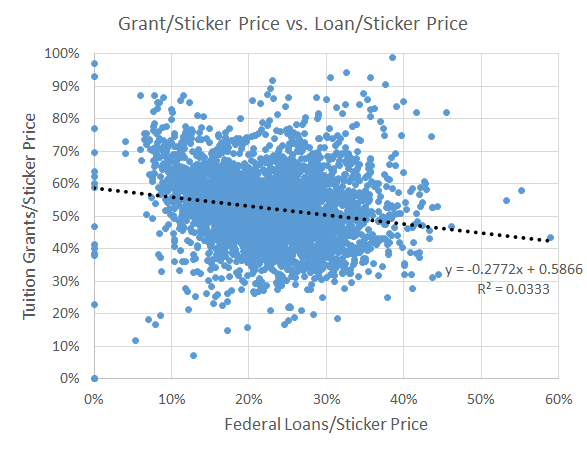 Grant/Sticker Price vs. Loan/Sticker Price
Tuition Grants/Sticker Price
100%
90%
80%
70%
60%
50%
40%
30%
20%
10%
0%
y = -0.2772x + 0.5866
R² = 0.0333
0% 10% 20% 30% 40% 50% 60%
Federal Loans/Sticker Price